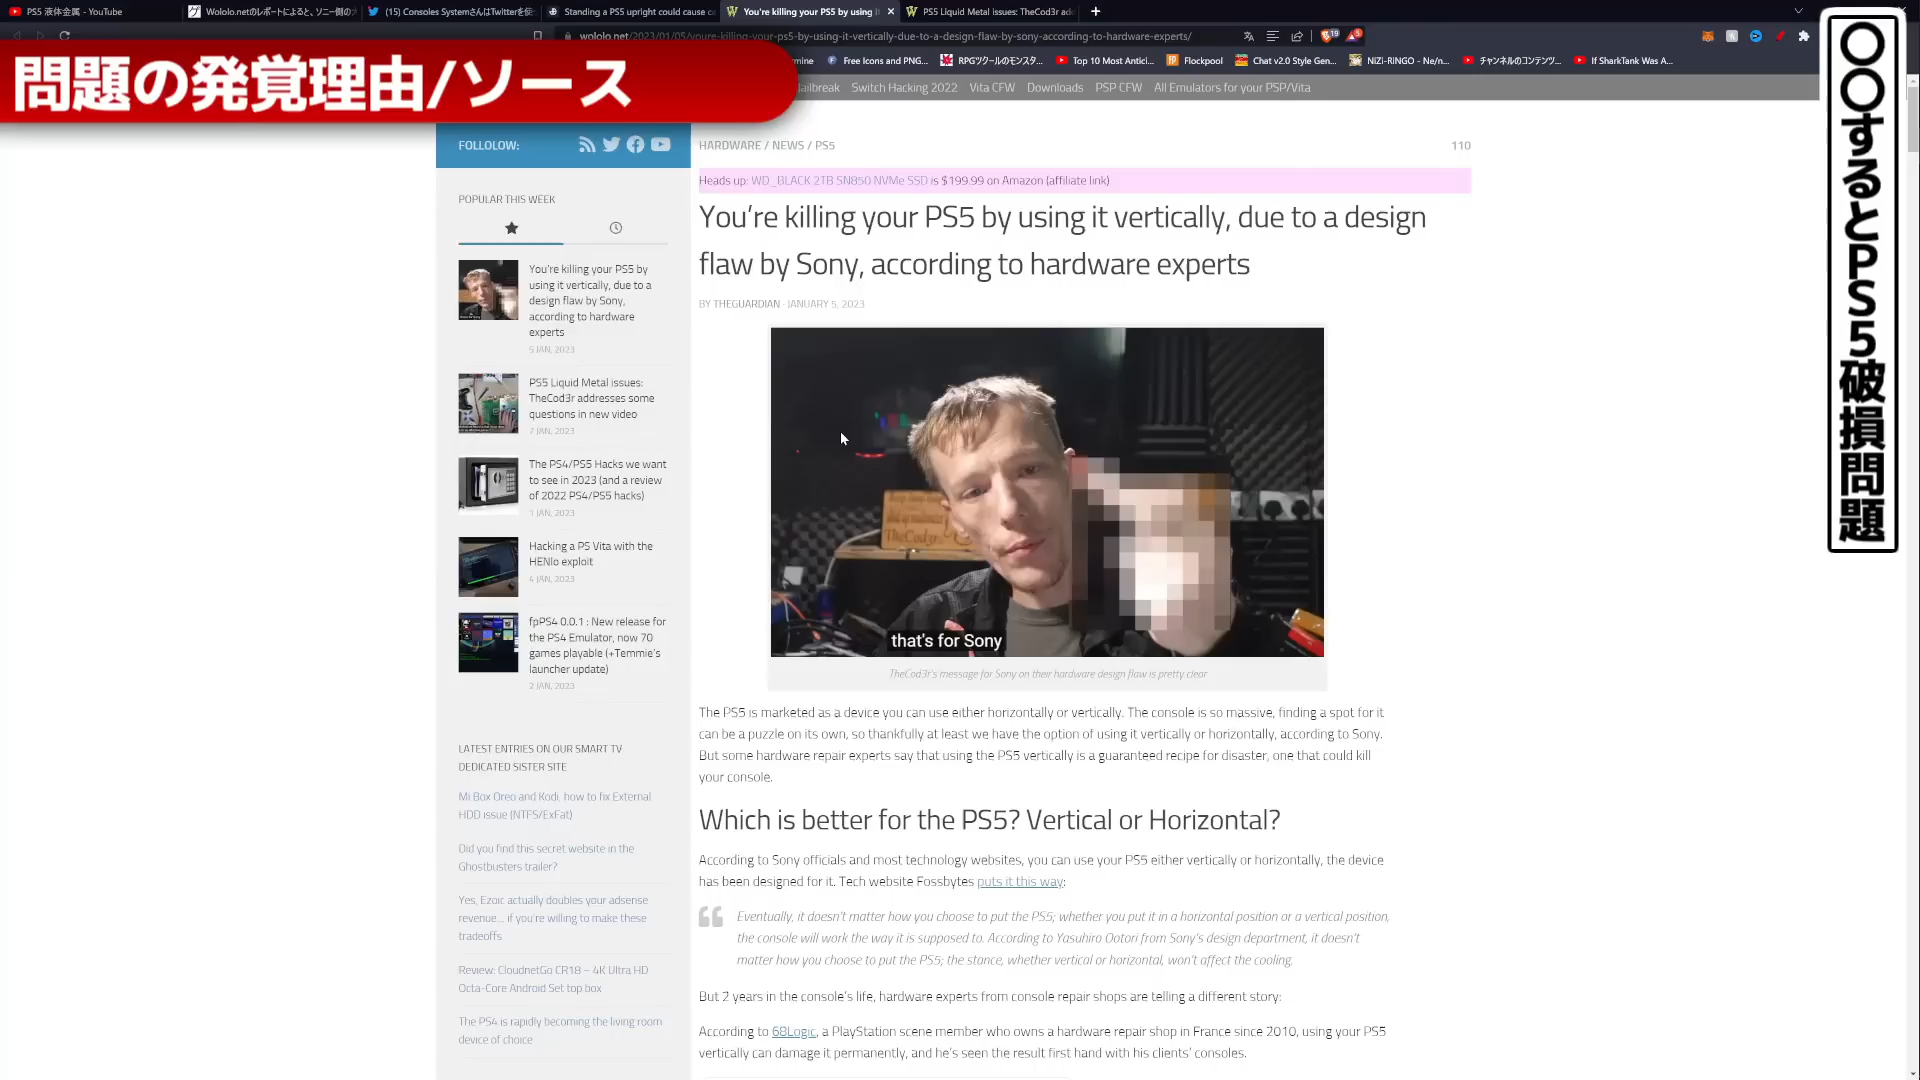 PS5 液体金属 - YouTube
Wololo.netのレポートによると、ソニー側の
(15) Consoles SystemさんはTwitterを使
Standing a PS5 upright could cause c
You're killing your PS5 by using i
PS5 Liquid Metal issues: TheCod3r ad
wololo.net/2023/01/05/youre-killing-your-ps5-by-using-it-vertically-due-to-a-design-flaw-by-sony-according-to-hardware-experts/
Free Icons and PNG...
RPGツクールのモンスタ...
Top 10 Most Antici...
Flockpool
Chat v2.0 Style Gen...
NiZi-RiNGO - Ne/n...
チャンネルのコンテンツ...
If SharkTank Was A...
問題の発覚理由/ソース
〇〇するとPS5破損問題
Jailbreak Switch Hacking 2022 Vita CFW Downloads PSP CFW All Emulators for your PSP/Vita
FOLLOLOW:
POPULAR THIS WEEK
You're killing your PS5 by
using it vertically, due to a
design flaw by Sony,
according to hardware
experts
5 JAN, 2023
PS5 Liquid Metal issues:
TheCod3r addresses some
questions in new video
7 JAN, 2023
The PS4/PS5 Hacks we want
to see in 2023 (and a review
of 2022 PS4/PS5 hacks)
1 JAN, 2023
Hacking a PS Vita with the
HENlo exploit
4 JAN, 2023
fpPS4 0.0.1 : New release for
the PS4 Emulator, now 70
games playable (+Temmie's
launcher update)
2 JAN, 2023
LATEST ENTRIES ON OUR SMART TV
DEDICATED SISTER SITE
Mi Box Oreo and Kodi, how to fix External
HDD issue (NTFS/ExFat)
Did you find this secret website in the
Ghostbusters trailer?
Yes, Ezoic actually doubles your adsense
revenue... if you're willing to make these
tradeoffs
Review: CloudnetGo CR18 – 4K Ultra HD
Octa-Core Android Set top box
The PS4 is rapidly becoming the living room
device of choice
HARDWARE / NEWS / PS5
110
Heads up: WD_BLACK 2TB SN850 NVMe SSD is $199.99 on Amazon (affiliate link)
You're killing your PS5 by using it vertically, due to a design
flaw by Sony, according to hardware experts
BY THEGUARDIAN · JANUARY 5, 2023
that's for Sony
TheCod3r's message for Sony on their hardware design flaw is pretty clear
The PS5 is marketed as a device you can use either horizontally or vertically. The console is so massive, finding a spot for it
can be a puzzle on its own, so thankfully at least we have the option of using it vertically or horizontally, according to Sony.
But some hardware repair experts say that using the PS5 vertically is a guaranteed recipe for disaster, one that could kill
your console.
Which is better for the PS5? Vertical or Horizontal?
According to Sony officials and most technology websites, you can use your PS5 either vertically or horizontally, the device
has been designed for it. Tech website Fossbytes puts it this way:
Eventually, it doesn't matter how you choose to put the PS5; whether you put it in a horizontal position or a vertical position,
the console will work the way it is supposed to. According to Yasuhiro Ootori from Sony's design department, it doesn't
matter how you choose to put the PS5; the stance, whether vertical or horizontal, won't affect the cooling.
But 2 years in the console's life, hardware experts from console repair shops are telling a different story:
According to 68Logic, a PlayStation scene member who owns a hardware repair shop in France since 2010, using your PS5
vertically can damage it permanently, and he's seen the result first hand with his clients' consoles.